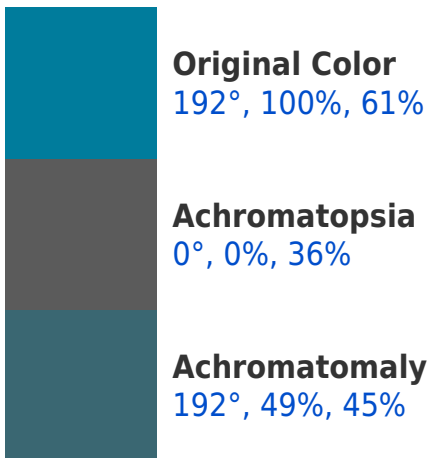 Original Color
192°, 100%, 61%
Achromatopsia
0°, 0%, 36%
Achromatomaly
192°, 49%, 45%